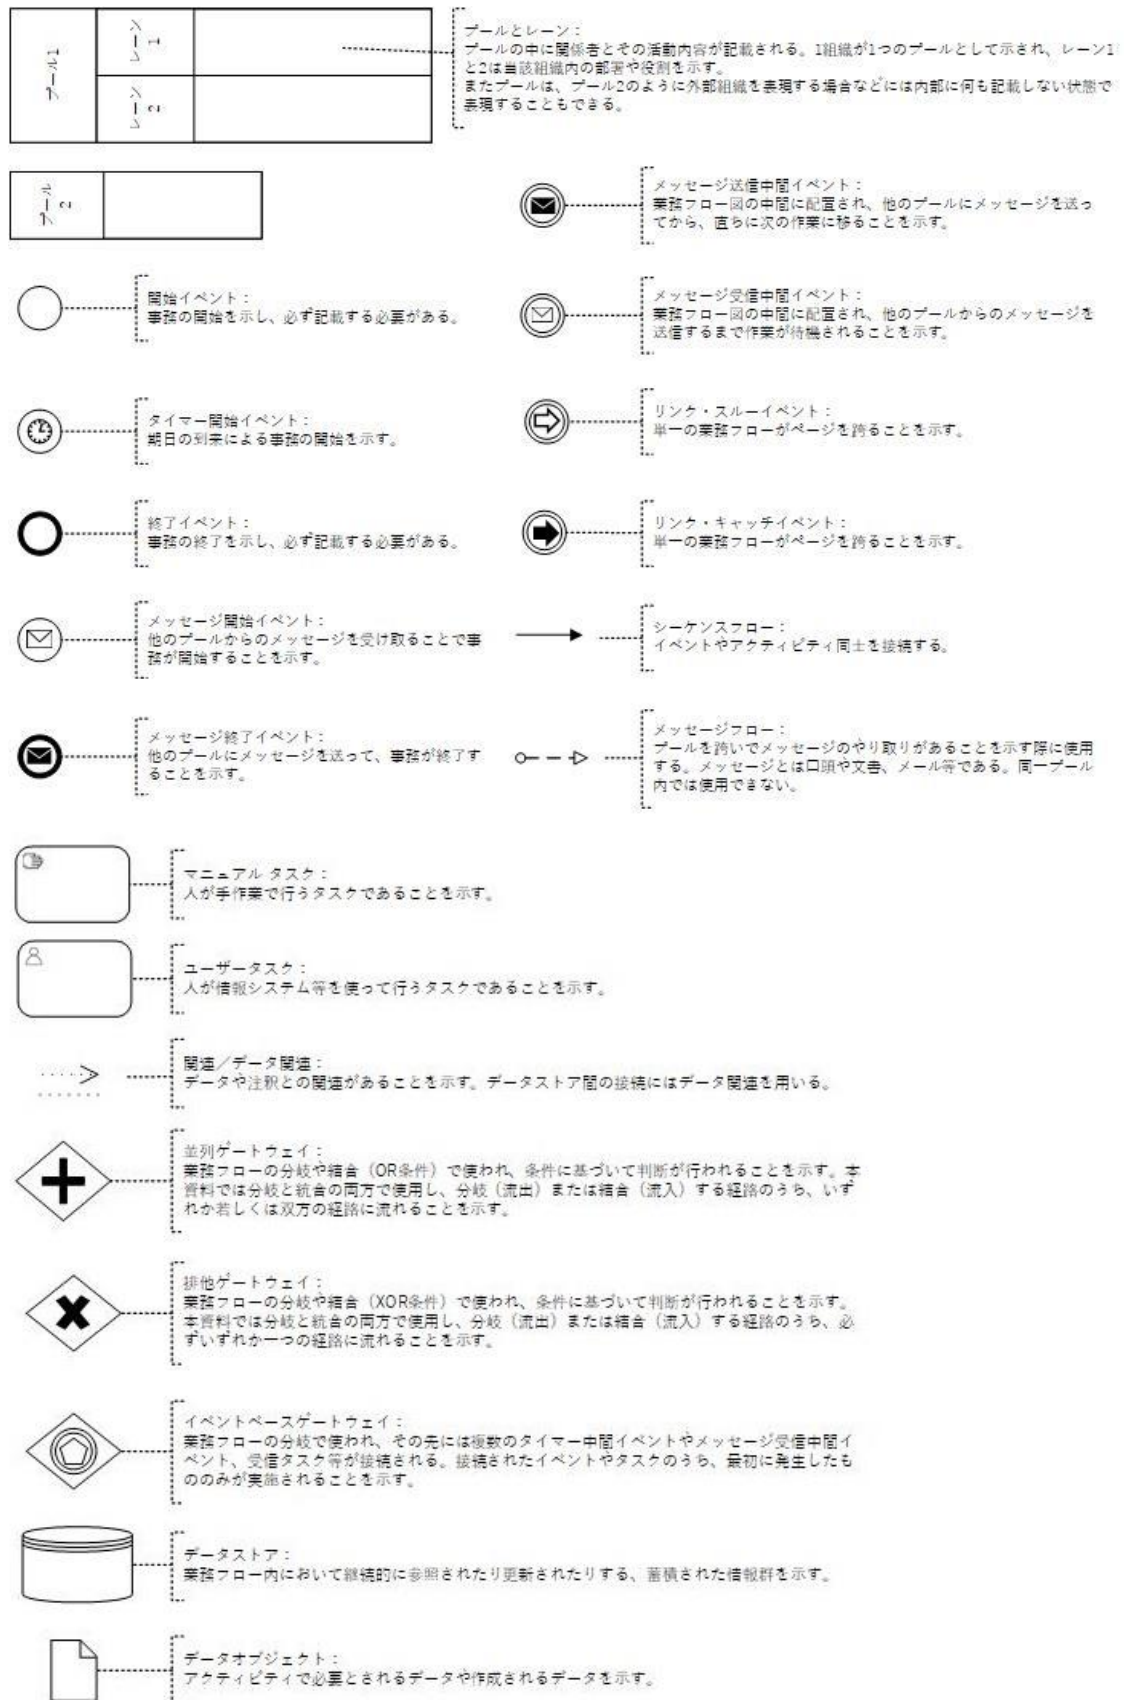 プール1
レーン
1
レーン
2
プールとレーン：
プールの中に関係者とその活動内容が記載される。1組織が1つのプールとして示され、レーン1
と2は当該組織内の部署や役割を示す。
またプールは、プール2のように外部組織を表現する場合などには内部に何も記載しない状態で
表現することもできる。
プール
2
メッセージ送信中間イベント：
業務フロー図の中間に配置され、他のプールにメッセージを送っ
てから、直ちに次の作業に移ることを示す。
開始イベント：
事務の開始を示し、必ず記載する必要がある。
メッセージ受信中間イベント：
業務フロー図の中間に配置され、他のプールからのメッセージを
送信するまで作業が待機されることを示す。
タイマー開始イベント：
期日の到来による事務の開始を示す。
リンク・スルーイベント：
単一の業務フローがページを跨ることを示す。
終了イベント：
事務の終了を示し、必ず記載する必要がある。
リンク・キャッチイベント：
単一の業務フローがページを跨ることを示す。
メッセージ開始イベント：
他のプールからのメッセージを受け取ることで事
務が開始することを示す。
シーケンスフロー：
イベントやアクティビティ同士を接続する。
メッセージ終了イベント：
他のプールにメッセージを送って、事務が終了す
ることを示す。
メッセージフロー：
プールを跨いでメッセージのやり取りがあることを示す際に使用
する。メッセージとは口頭や文書、メール等である。同一プール
内では使用できない。
マニュアル タスク：
人が手作業で行うタスクであることを示す。
ユーザータスク：
人が情報システム等を使って行うタスクであることを示す。
関連／データ関連：
データや注釈との関連があることを示す。データストア間の接続にはデータ関連を用いる。
並列ゲートウェイ：
業務フローの分岐や結合（OR条件）で使われ、条件に基づいて判断が行われることを示す。本
資料では分岐と統合の両方で使用し、分岐（流出）または結合（流入）する経路のうち、いず
れか若しくは双方の経路に流れることを示す。
排他ゲートウェイ：
業務フローの分岐や結合（XOR条件）で使われ、条件に基づいて判断が行われることを示す。
本資料では分岐と統合の両方で使用し、分岐（流出）または結合（流入）する経路のうち、必
ずいずれか一つの経路に流れることを示す。
イベントベースゲートウェイ：
業務フローの分岐で使われ、その先には複数のタイマー中間イベントやメッセージ受信中間イ
ベント、受信タスク等が接続される。接続されたイベントやタスクのうち、最初に発生したも
ののみが実施されることを示す。
データストア：
業務フロー内において継続的に参照されたり更新されたりする、蓄積された情報群を示す。
データオブジェクト：
アクティビティで必要とされるデータや作成されるデータを示す。